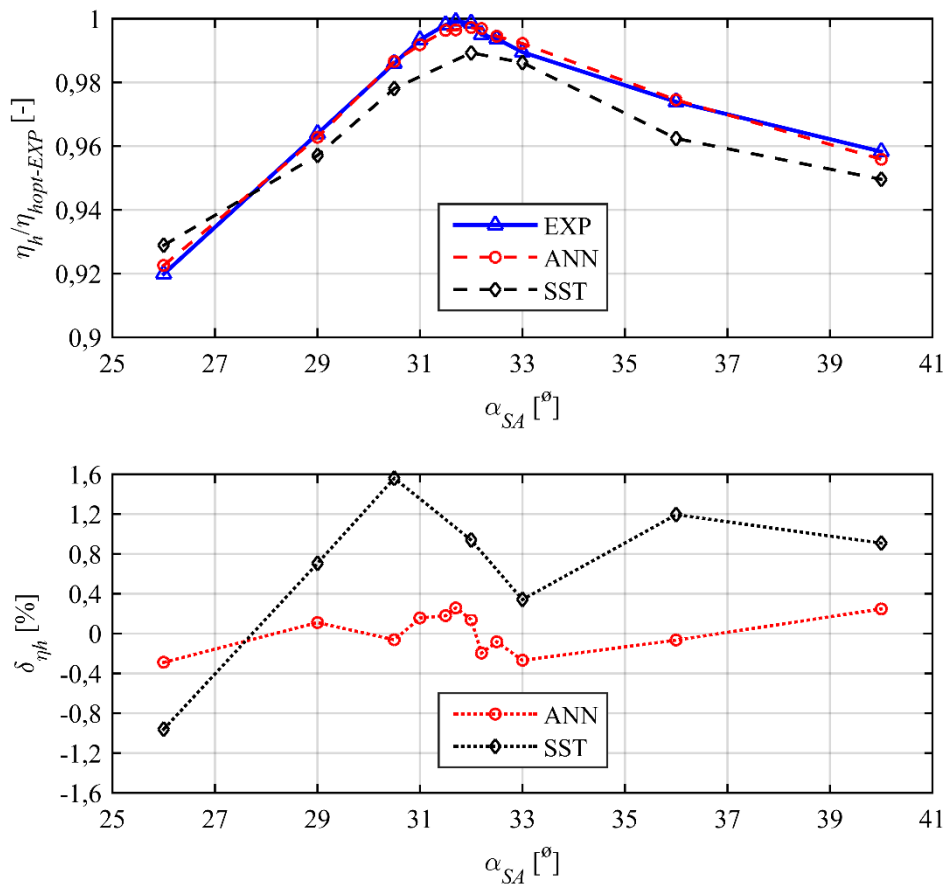 η_h/η_hopt-EXP [-]
1
0,98
0,96
0,94
0,92
0,9
EXP
ANN
SST
25 27 29 31 33 35 37 39 41
α_SA [ø]
δ_ηh [%]
1,6
1,2
0,8
0,4
0
-0,4
-0,8
-1,2
-1,6
ANN
SST
25 27 29 31 33 35 37 39 41
α_SA [ø]